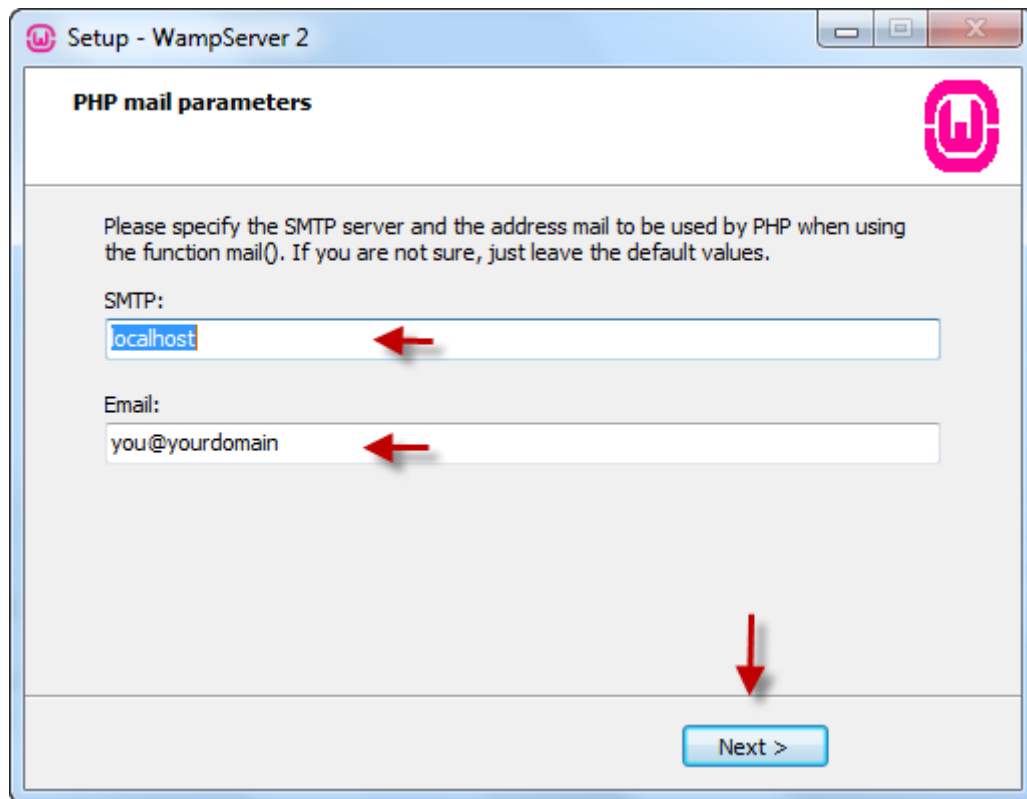 Setup - WampServer 2
PHP mail parameters
Please specify the SMTP server and the address mail to be used by PHP when using
the function mail(). If you are not sure, just leave the default values.
SMTP:
localhost
Email:
you@yourdomain
Next >